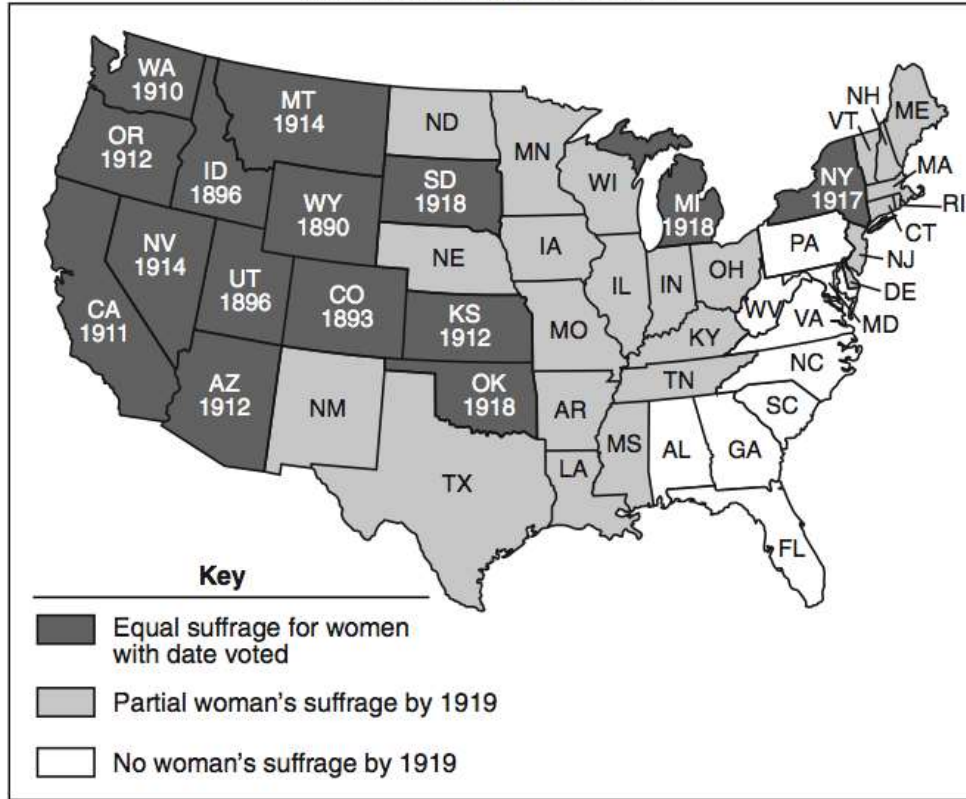 WA
1910
MT
1914
ND
MN
OR
1912
ID
1896
WY
1890
SD
1918
WI
MI
1918
NY
1917
VT
NH
ME
MA
RI
CT
NJ
PA
DE
MD
NV
1914
UT
1896
CO
1893
NE
IA
IL
IN
OH
WV
VA
CA
1911
KS
1912
MO
KY
NC
AZ
1912
NM
OK
1918
AR
TN
SC
TX
LA
MS
AL
GA
FL
Key
Equal suffrage for women
with date voted
Partial woman's suffrage by 1919
No woman's suffrage by 1919